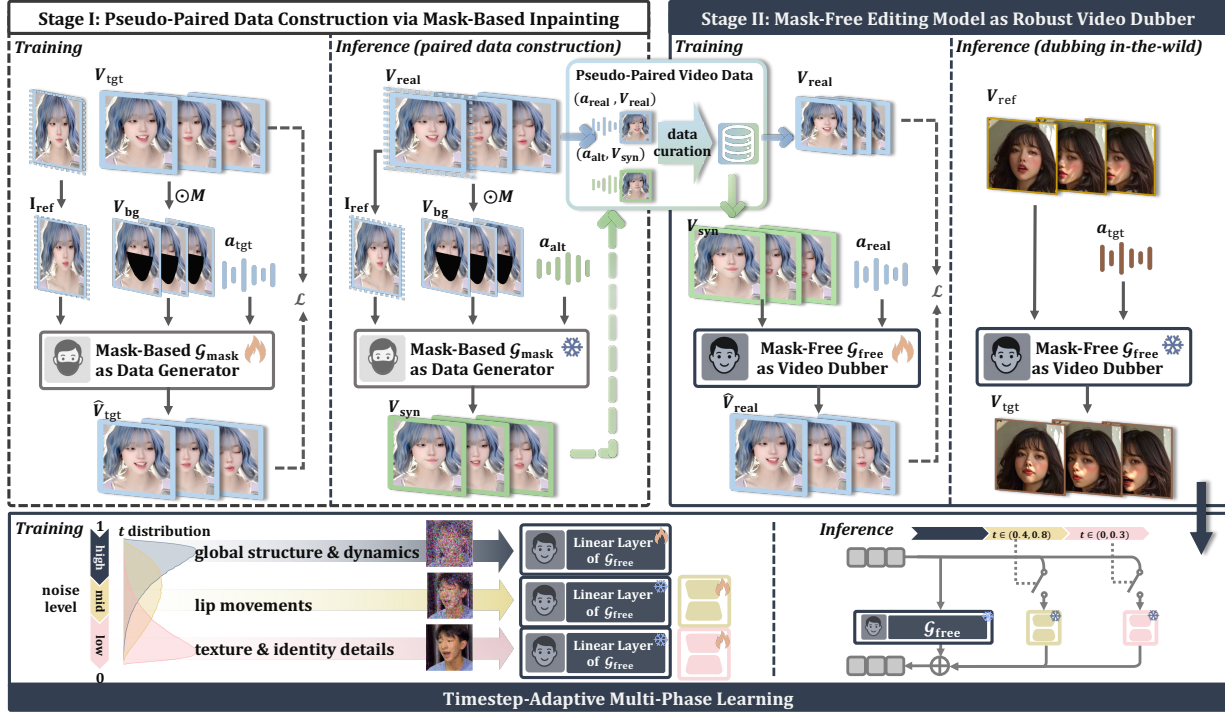 Stage I: Pseudo-Paired Data Construction via Mask-Based Inpainting
Training
V_tgt
I_ref
⊙M
V_bg
a_tgt
ℒ
Mask-Based 𝒢_mask
as Data Generator
V̂_tgt
Inference (paired data construction)
V_real
I_ref
⊙M
V_bg
a_alt
Mask-Based 𝒢_mask
as Data Generator
V_syn
Pseudo-Paired Video Data
(a_real, V_real)
(a_alt, V_syn)
data
curation
Stage II: Mask-Free Editing Model as Robust Video Dubber
Training
V_real
V_syn
a_real
ℒ
Mask-Free 𝒢_free
as Video Dubber
V̂_real
Inference (dubbing in-the-wild)
V_ref
a_tgt
Mask-Free 𝒢_free
as Video Dubber
V_tgt
Training
noise
level
1
high
mid
low
0
t distribution
global structure & dynamics
Linear Layer
of 𝒢_free
lip movements
Linear Layer
of 𝒢_free
texture & identity details
Linear Layer
of 𝒢_free
Inference
t ∈ (0.4, 0.8)
t ∈ (0, 0.3)
𝒢_free
Timestep-Adaptive Multi-Phase Learning